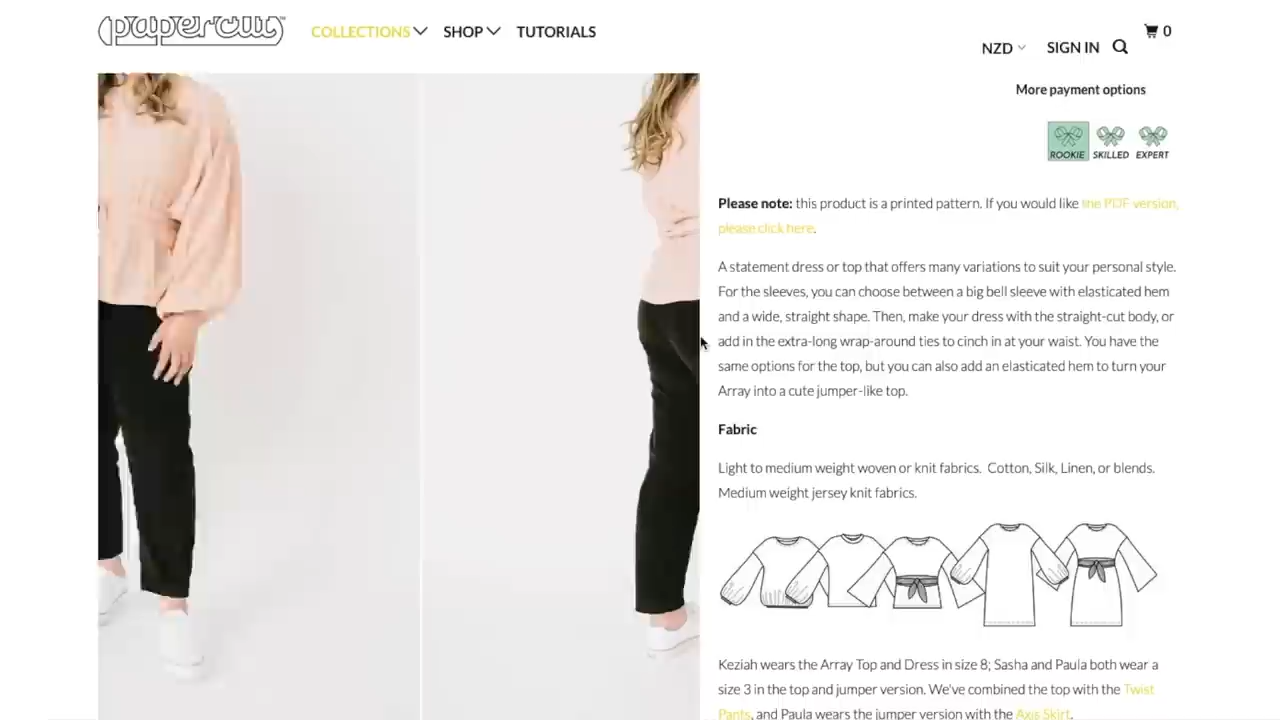 papercut™ COLLECTIONS SHOP TUTORIALS
NZD SIGN IN 0
More payment options
ROOKIE SKILLED EXPERT
Please note: this product is a printed pattern. If you would like tne PDF version,
please click here.
A statement dress or top that offers many variations to suit your personal style.
For the sleeves, you can choose between a big bell sleeve with elasticated hem
and a wide, straight shape. Then, make your dress with the straight-cut body, or
add in the extra-long wrap-around ties to cinch in at your waist. You have the
same options for the top, but you can also add an elasticated hem to turn your
Array into a cute jumper-like top.
Fabric
Light to medium weight woven or knit fabrics. Cotton, Silk, Linen, or blends.
Medium weight jersey knit fabrics.
Keziah wears the Array Top and Dress in size 8; Sasha and Paula both wear a
size 3 in the top and jumper version. We've combined the top with the Twist
Pants, and Paula wears the jumper version with the Axis Skirt.